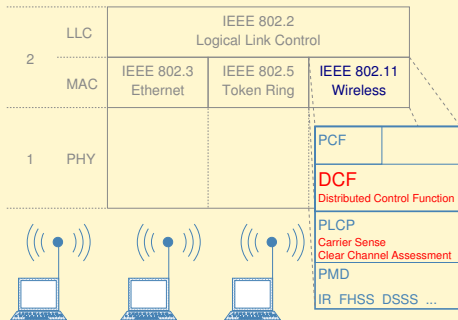 IEEE 802.2
LLC
Logical Link Control
2
IEEE 802.3 IEEE 802.5 IEEE 802.11
MAC
Ethernet Token Ring Wireless
PCF
1 PHY
DCF
Distributed Control Function
PLCP
Carrier Sense
Clear Channel Assessment
PMD
IR FHSS DSSS ...